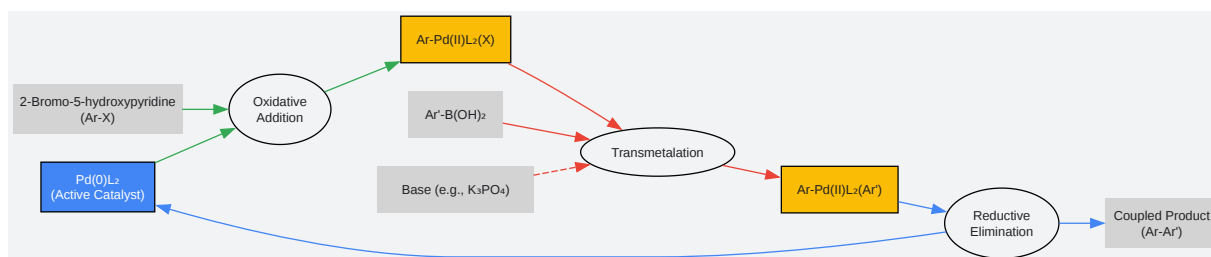 Ar-Pd(II)L₂(X)
2-Bromo-5-hydroxypyridine
(Ar-X)
Oxidative
Addition
Ar'-B(OH)₂
Transmetalation
Pd(0)L₂
(Active Catalyst)
Base (e.g., K₃PO₄)
Ar-Pd(II)L₂(Ar')
Reductive
Elimination
Coupled Product
(Ar-Ar')